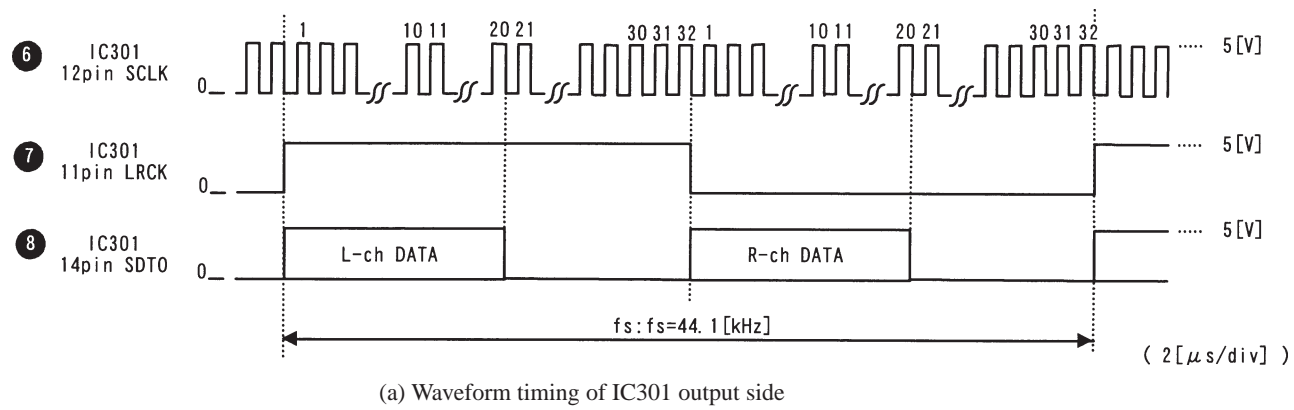 1 10 11 20 21 30 31 32 1 10 11 20 21 30 31 32
6 IC301 12pin SCLK 0 ····· 5[V]
7 IC301 11pin LRCK 0 ····· 5[V]
8 IC301 14pin SDTO 0 L-ch DATA R-ch DATA ····· 5[V]
fs:fs=44.1[kHz]
( 2[μs/div] )
(a) Waveform timing of IC301 output side